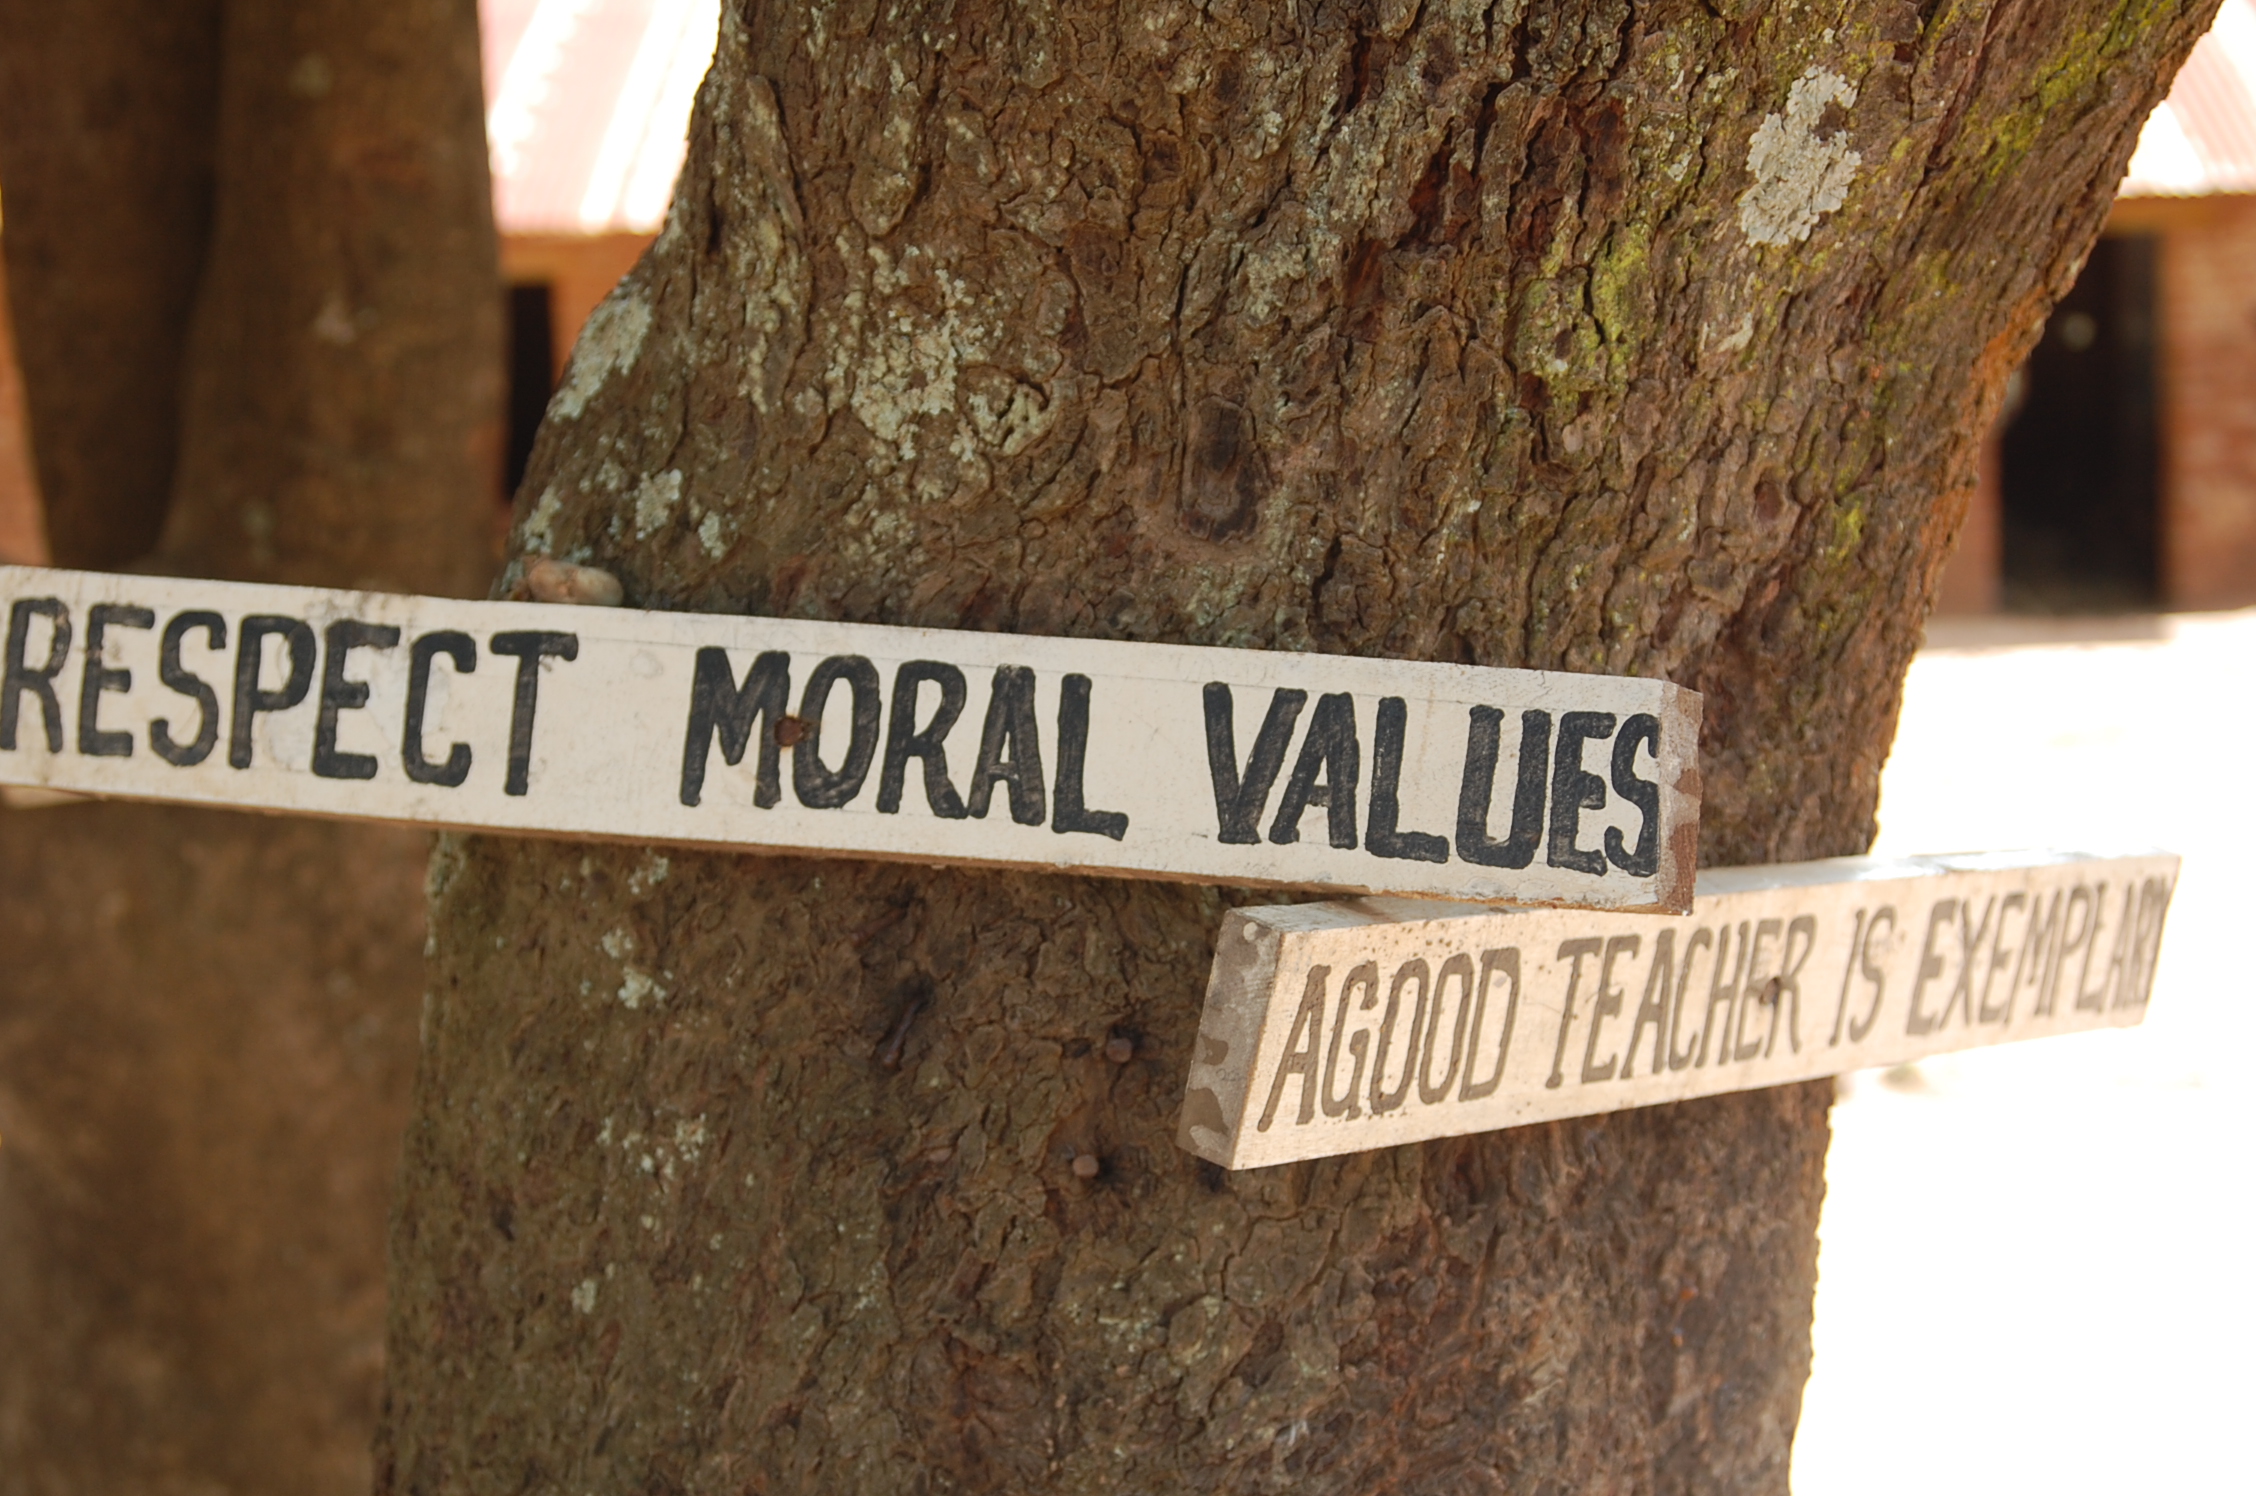 RESPECT MORAL VALUES
AGOOD TEACHER IS EXEMPLARY